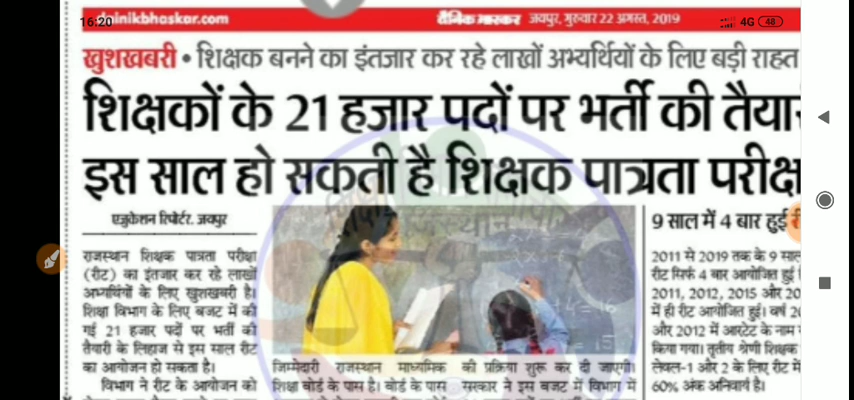 16:20
dainikbhaskar.com
दैनिक भास्कर जयपुर, गुरुवार 22 अगस्त, 2019
4G 48
खुशखबरी • शिक्षक बनने का इंतजार कर रहे लाखों अभ्यर्थियों के लिए बड़ी राहत
शिक्षकों के 21 हजार पदों पर भर्ती की
इस साल हो सकती है शिक्षक पात्रता
एजुकेशन रिपोर्टर. जयपुर
राजस्थान शिक्षक पात्रता परीक्षा
(रीट) का इंतजार कर रहे लाखों
अभ्यर्थियों के लिए खुशखबरी है।
शिक्षा विभाग के लिए बजट में की
गई 21 हजार पदों पर भर्ती की
तैयारी के लिहाज से इस साल रीट
का आयोजन हो सकता है।
विभाग ने रीट के आयोजन को
जिम्मेदारी राजस्थान माध्यमिक
शिक्षा बोर्ड के पास है। बोर्ड के पास
की प्रक्रिया शुरू कर दी जाएगी।
सरकार ने इस बजट में विभाग में
9 साल में 4 बार हुई
2011 से 2019 तक के 9 साल
रीट सिर्फ 4 बार आयोजित हुई
2011, 2012, 2015 और 20
में ही रीट आयोजित हुई। वर्ष
और 2012 में आरटेट के नाम
किया गया। तृतीय श्रेणी शिक्षक
लेवल-1 और 2 के लिए रीट में
60% अंक अनिवार्य है।